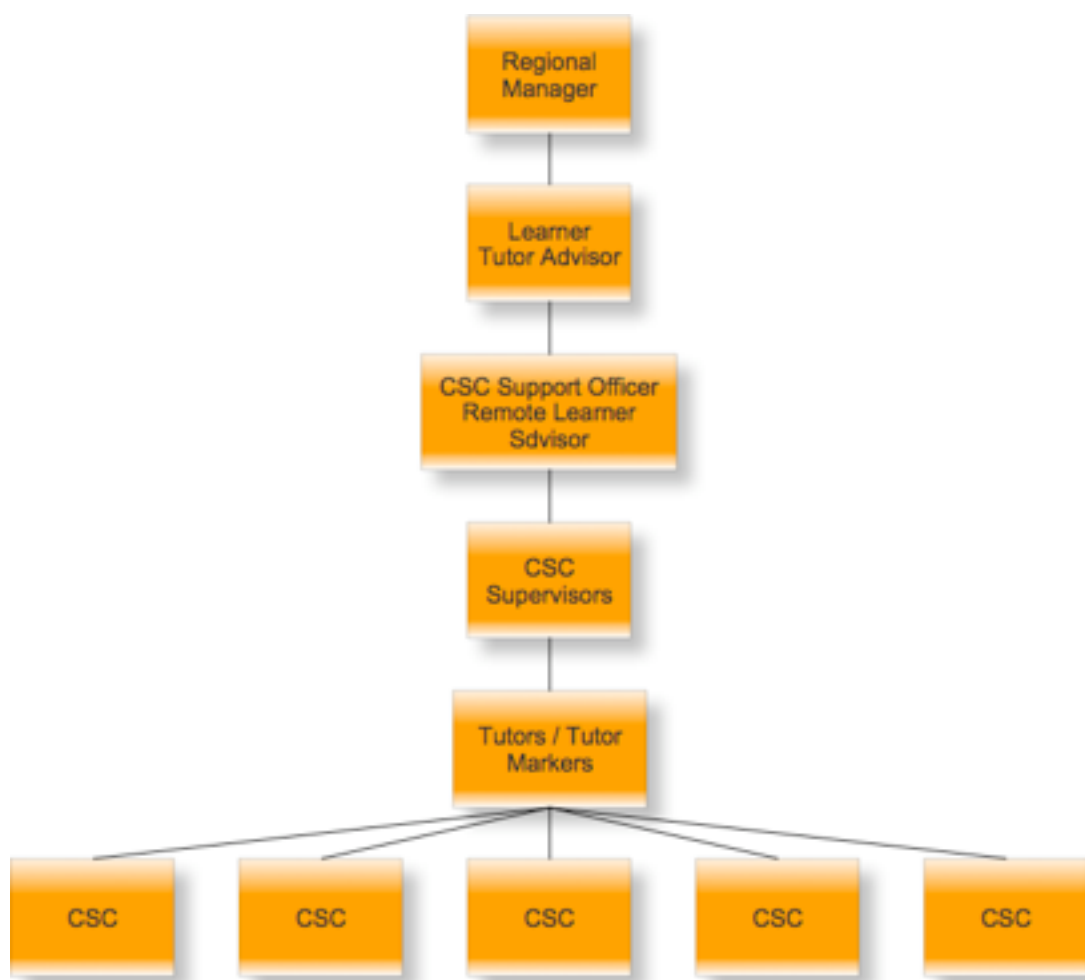 Regional
Manager
Learner
Tutor Advisor
CSC Support Officer
Remote Learner
Sdvisor
CSC
Supervisors
Tutors / Tutor
Markers
CSC
CSC
CSC
CSC
CSC